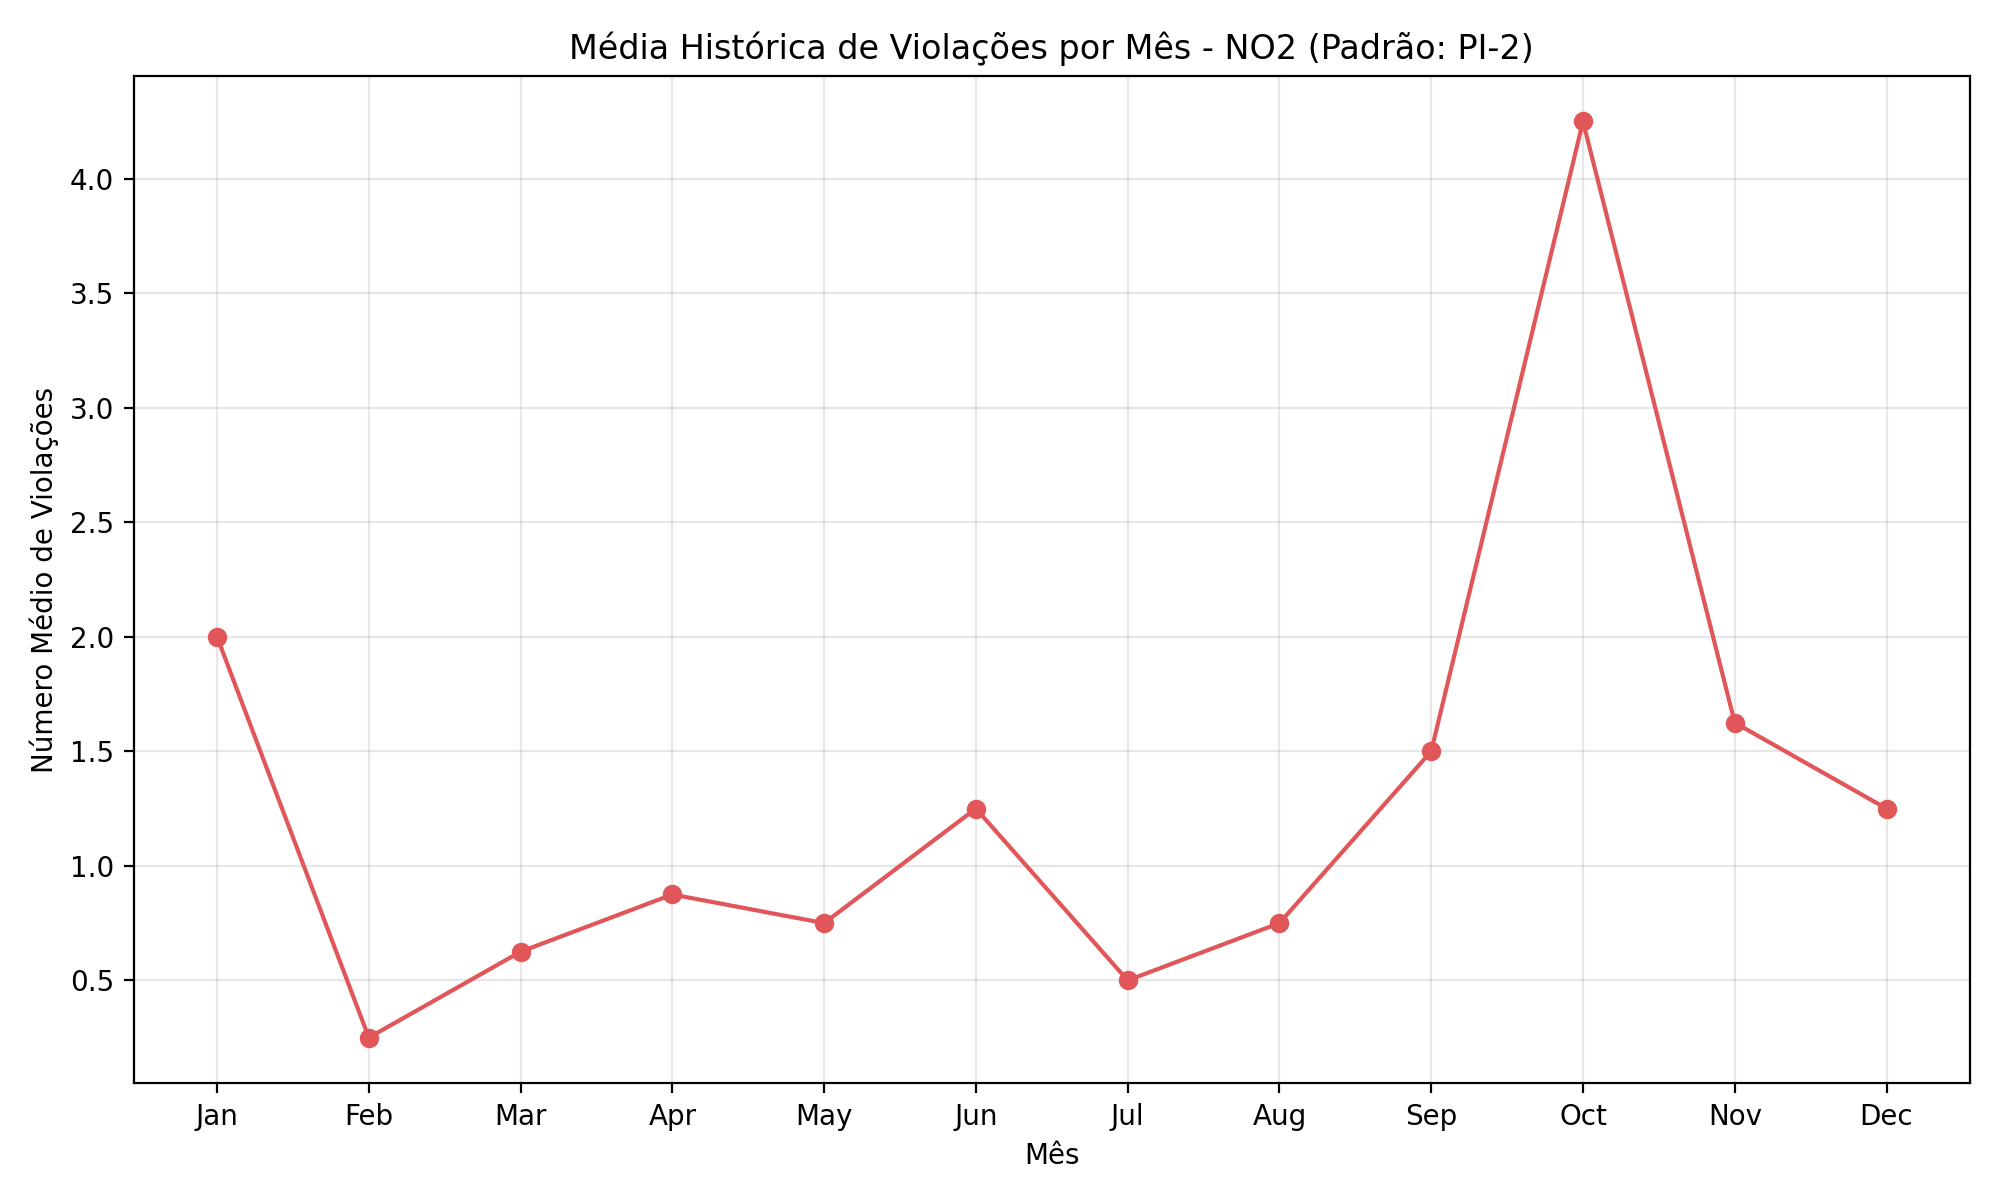 Média Histórica de Violações por Mês - NO2 (Padrão: PI-2)
Número Médio de Violações
4.0
3.5
3.0
2.5
2.0
1.5
1.0
0.5
Jan Feb Mar Apr May Jun Jul Aug Sep Oct Nov Dec
Mês